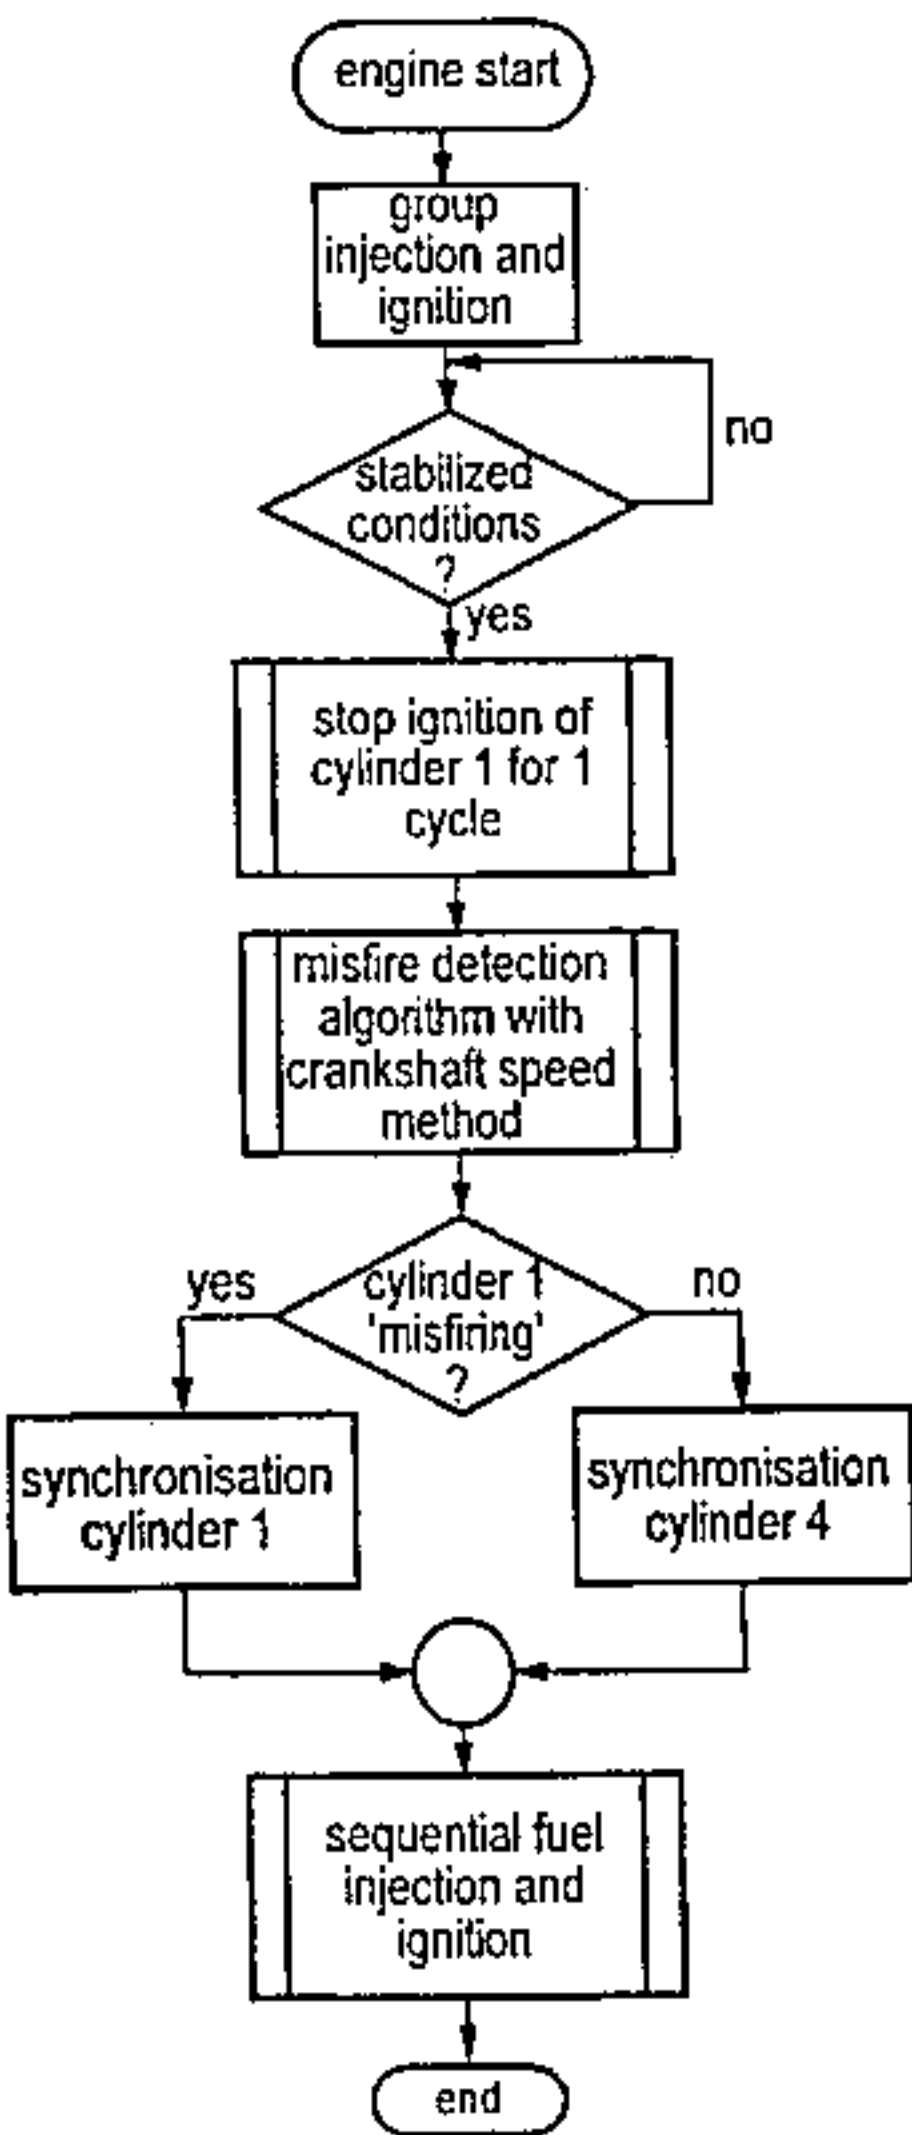 engine start
group
injection and
ignition
no
stabilized
conditions
?
yes
stop ignition of
cylinder 1 for 1
cycle
misfire detection
algorithm with
crankshaft speed
method
yes
cylinder 1
no
'misfiring'
?
synchronisation
cylinder 1
synchronisation
cylinder 4
sequential fuel
injection and
ignition
end